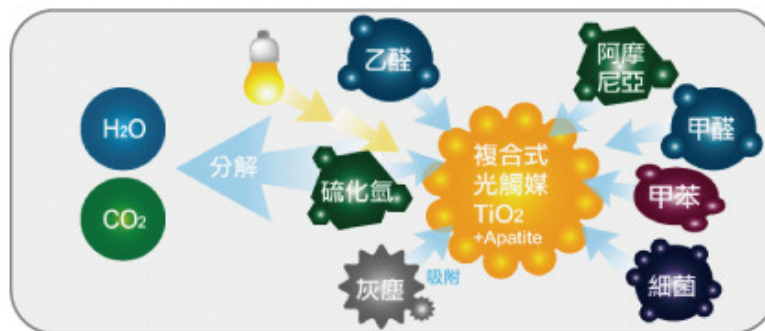 H2O
CO2
分解
乙醛
硫化氫
灰塵
吸附
複合式
光觸媒
TiO2
+Apatite
阿摩
尼亞
甲醛
甲苯
細菌